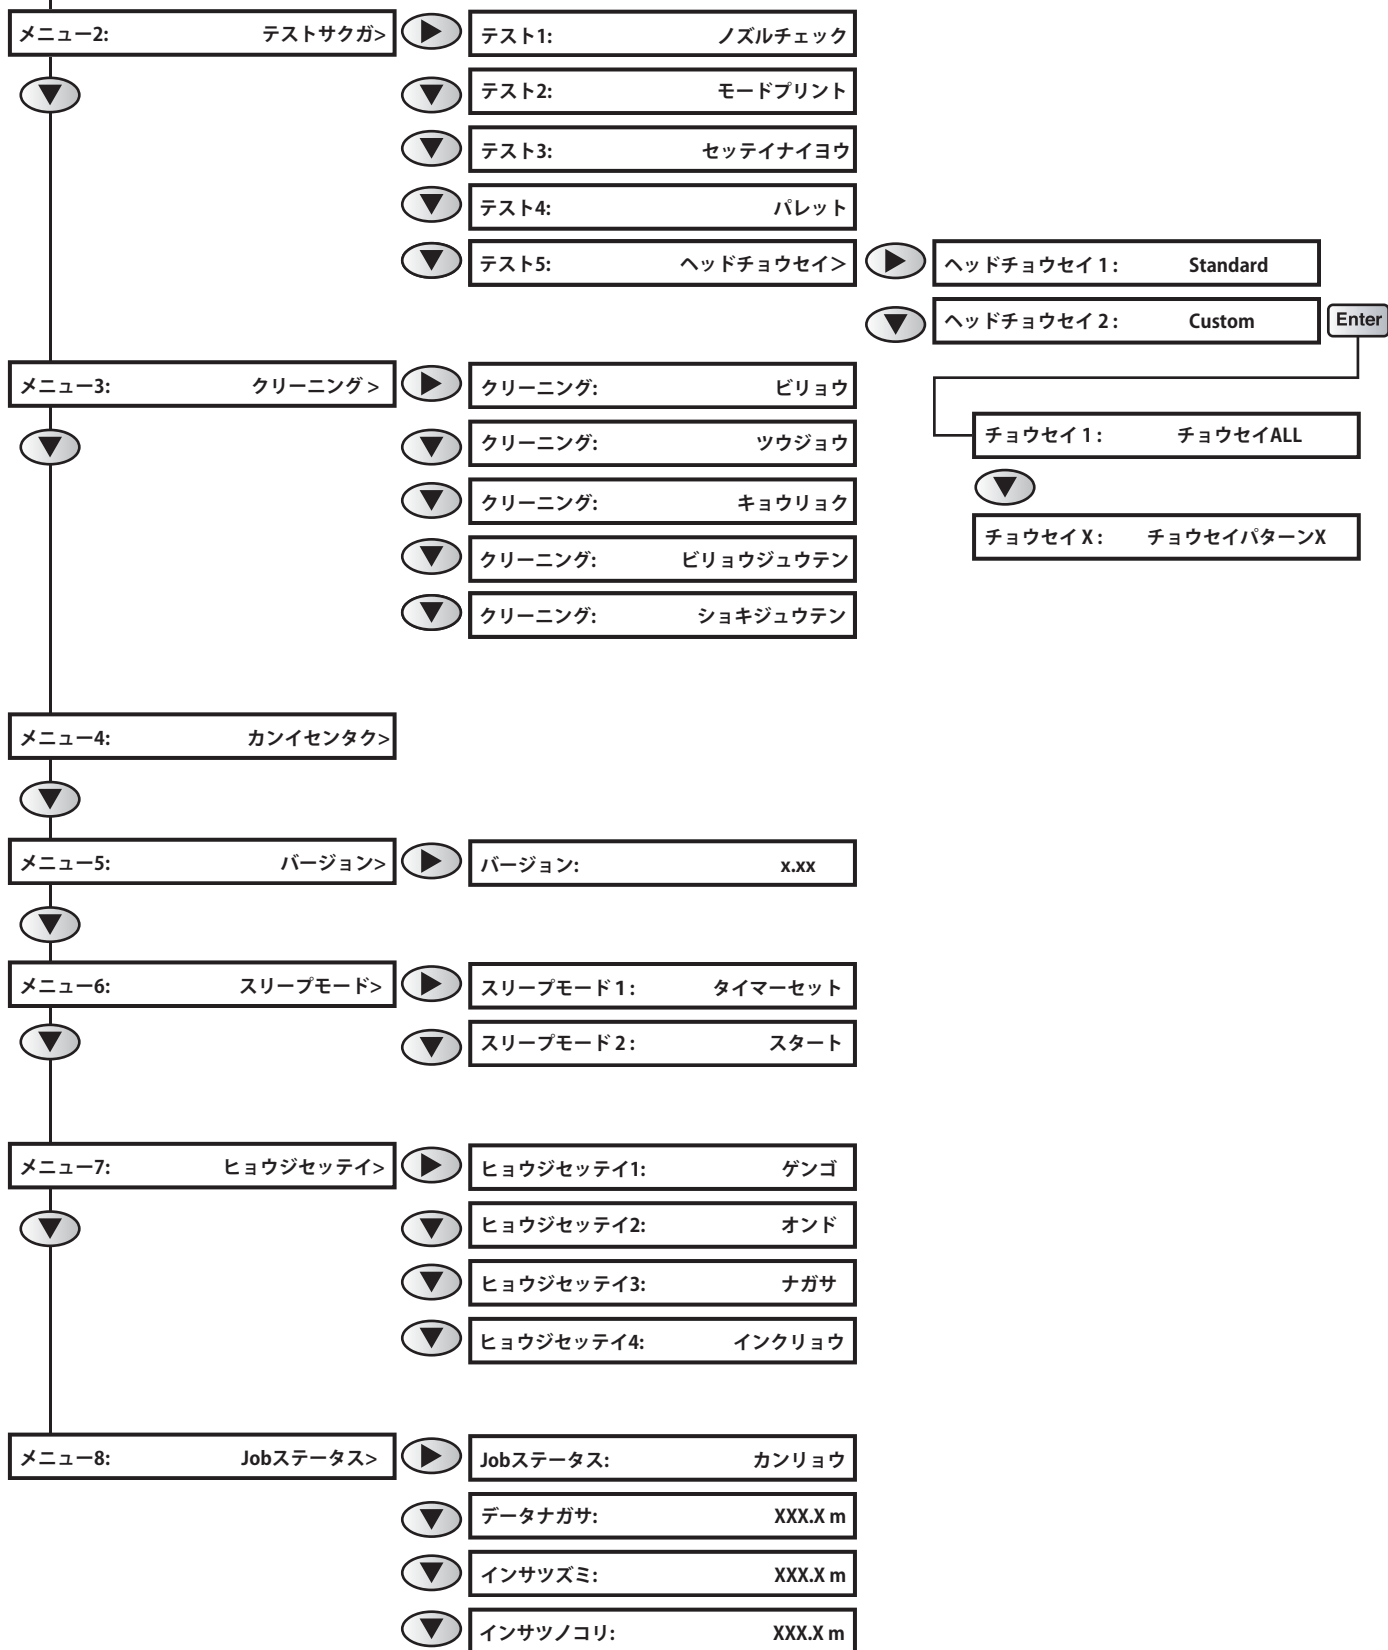 メニュー2: テストサクガ>
テスト1: ノズルチェック
テスト2: モードプリント
テスト3: セッテイナイヨウ
テスト4: パレット
テスト5: ヘッドチョウセイ>
ヘッドチョウセイ 1 : Standard
ヘッドチョウセイ 2 : Custom
Enter
チョウセイ 1 : チョウセイALL
チョウセイ X : チョウセイパターンX
メニュー3: クリーニング >
クリーニング: ビリョウ
クリーニング: ツウジョウ
クリーニング: キョウリョク
クリーニング: ビリョウジュウテン
クリーニング: ショキジュウテン
メニュー4: カンイセンタク>
メニュー5: バージョン>
バージョン: x.xx
メニュー6: スリープモード>
スリープモード 1 : タイマーセット
スリープモード 2 : スタート
メニュー7: ヒョウジセッテイ>
ヒョウジセッテイ1: ゲンゴ
ヒョウジセッテイ2: オンド
ヒョウジセッテイ3: ナガサ
ヒョウジセッテイ4: インクリョウ
メニュー8: Jobステータス>
Jobステータス: カンリョウ
データナガサ: XXX.X m
インサツズミ: XXX.X m
インサツノコリ: XXX.X m